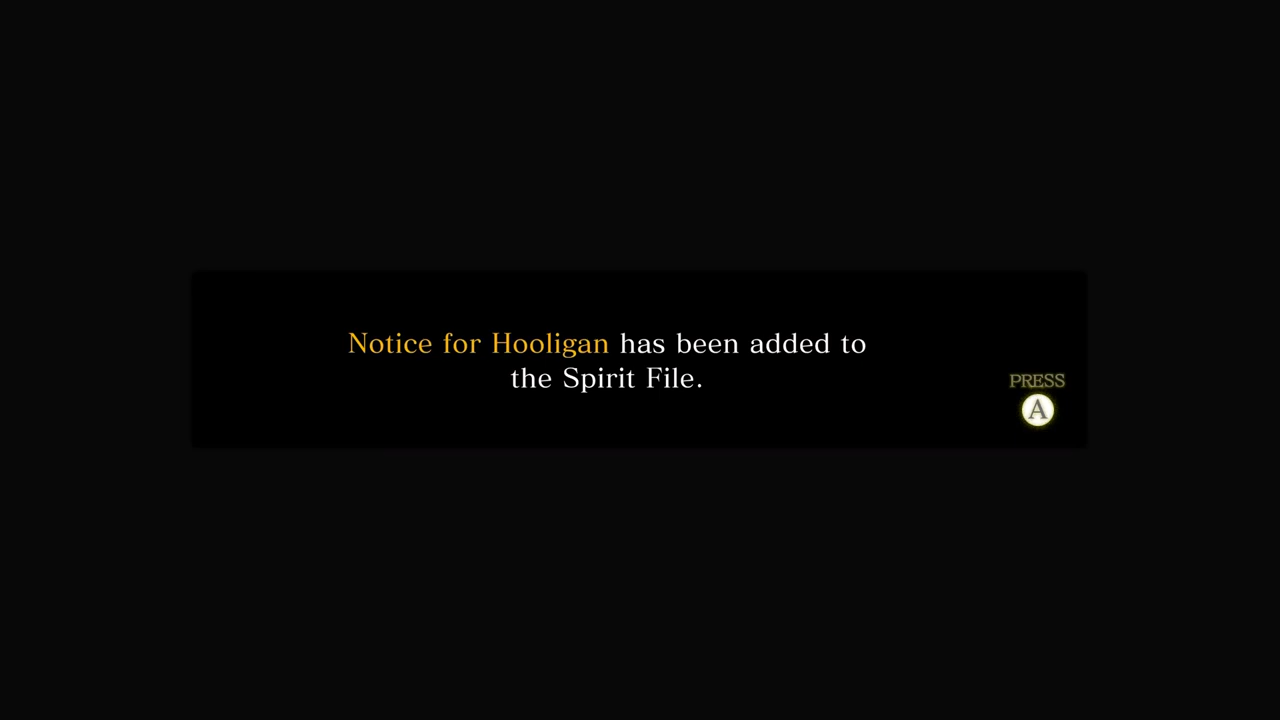 Notice for Hooligan has been added to
the Spirit File.
PRESS
A